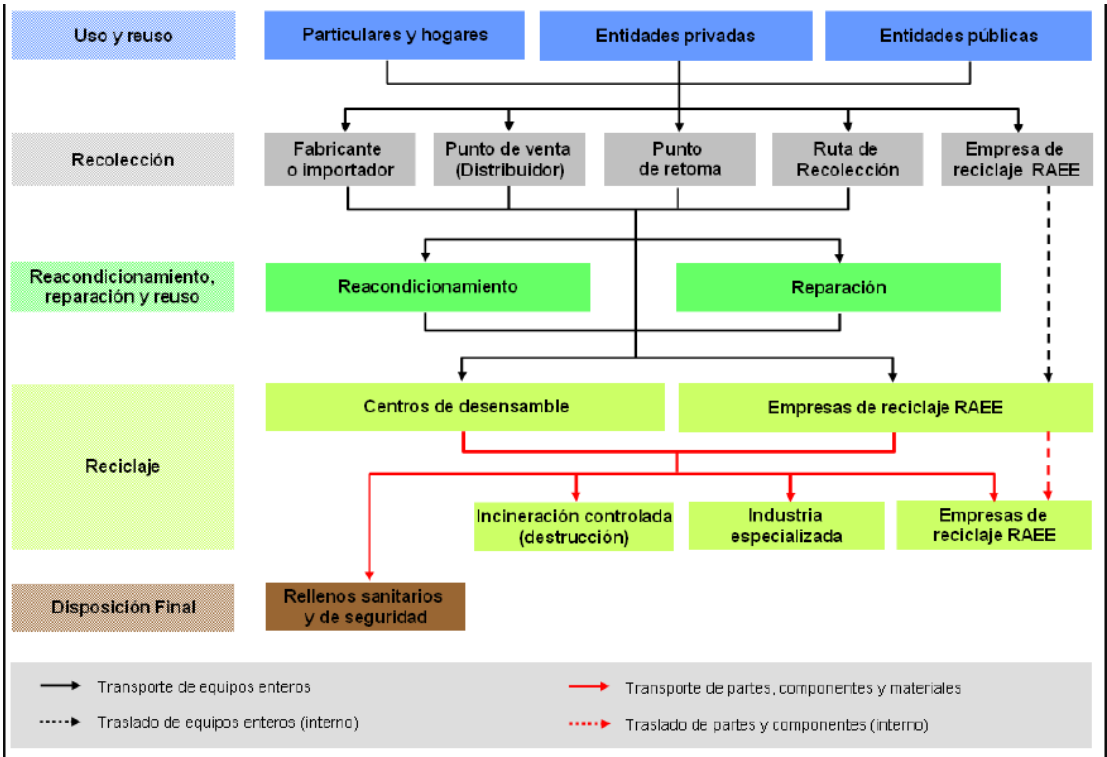 Uso y reuso
Particulares y hogares
Entidades privadas
Entidades públicas
Recolección
Fabricante
o importador
Punto de venta
(Distribuidor)
Punto
de retoma
Ruta de
Recolección
Empresa de
reciclaje RAEE
Reacondicionamiento,
reparación y reuso
Reacondicionamiento
Reparación
Reciclaje
Centros de desensamble
Empresas de reciclaje RAEE
Incineración controlada
(destrucción)
Industria
especializada
Empresas de
reciclaje RAEE
Disposición Final
Rellenos sanitarios
y de seguridad
Transporte de equipos enteros
Transporte de partes, componentes y materiales
Traslado de equipos enteros (interno)
Traslado de partes y componentes (interno)